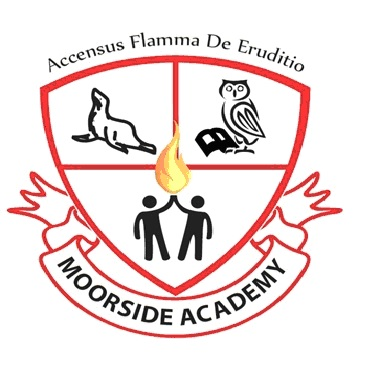 Accensus Flamma De Eruditio
MOORSIDE ACADEMY